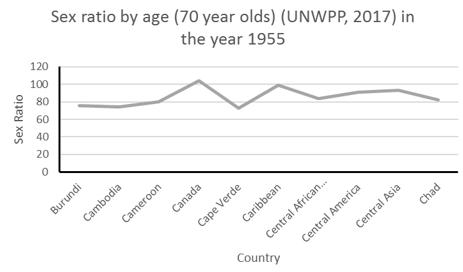 Sex ratio by age (70 year olds) (UNWPP, 2017) in
the year 1955
Sex Ratio
120
100
80
60
40
20
0
Burundi
Cambodia
Cameroon
Canada
Cape Verde
Caribbean
Central African...
Central America
Central Asia
Chad
Country